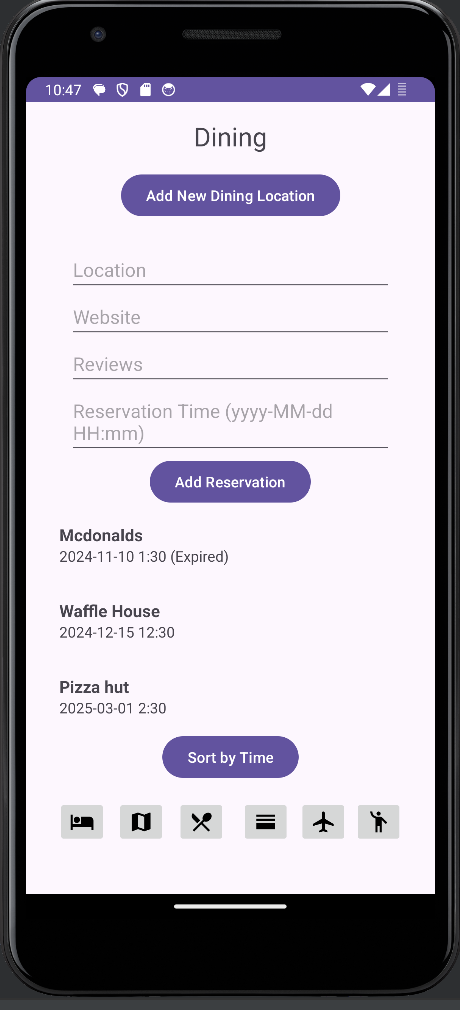 10:47
Dining
Add New Dining Location
Location
Website
Reviews
Reservation Time (yyyy-MM-dd
HH:mm)
Add Reservation
Mcdonalds
2024-11-10 1:30 (Expired)
Waffle House
2024-12-15 12:30
Pizza hut
2025-03-01 2:30
Sort by Time